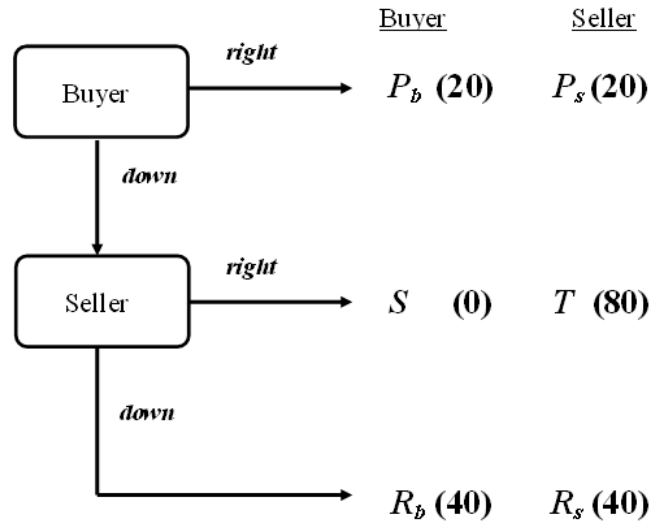 Buyer Seller
right
Buyer P_b (20) P_s (20)
down
right
Seller S (0) T (80)
down
R_b (40) R_s (40)